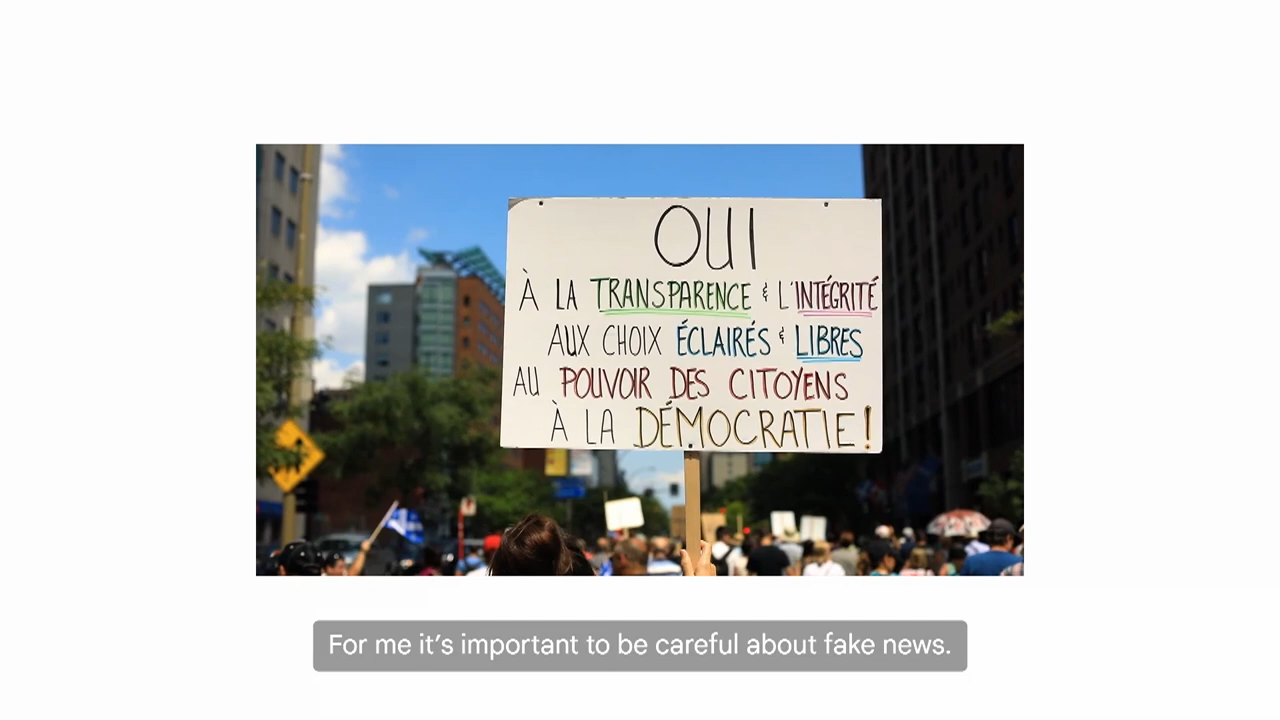 OUI
À LA TRANSPARENCE & L'INTÉGRITÉ
AUX CHOIX ÉCLAIRÉS & LIBRES
AU POUVOIR DES CITOYENS
À LA DÉMOCRATIE!
For me it's important to be careful about fake news.